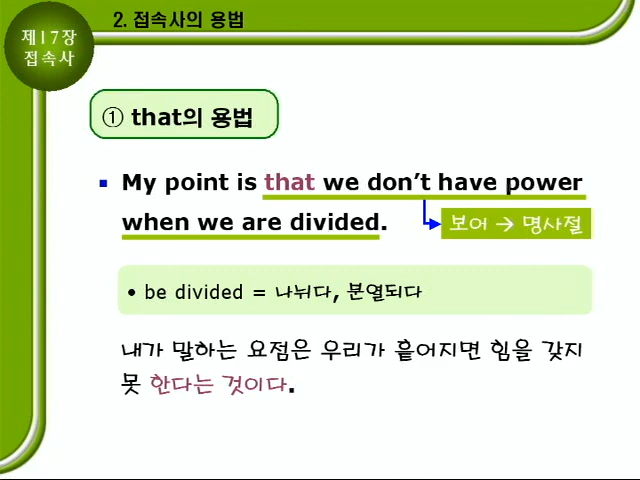 2. 접속사의 용법
제17장
접속사
① that의 용법
▪ My point is that we don’t have power
when we are divided.
보어 → 명사절
• be divided = 나뉘다, 분열되다
내가 말하는 요점은 우리가 흩어지면 힘을 갖지
못 한다는 것이다.